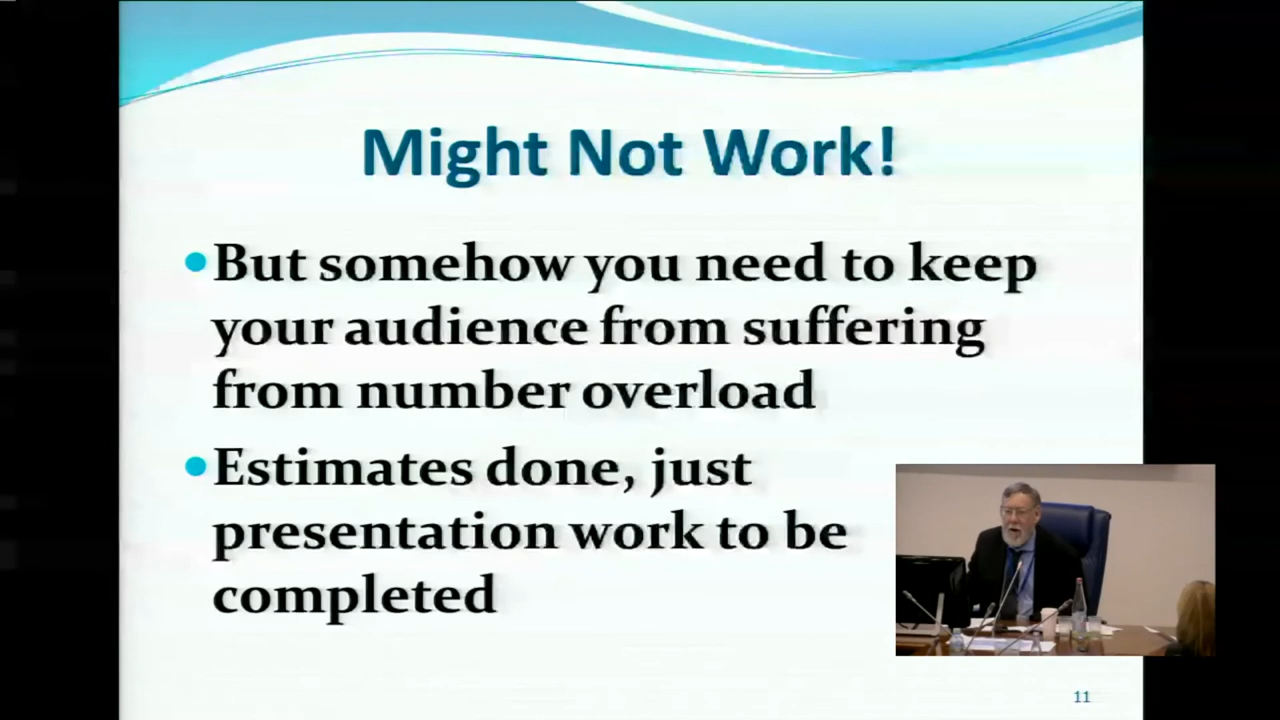 Might Not Work!
•But somehow you need to keep
your audience from suffering
from number overload
•Estimates done, just
presentation work to be
completed
11